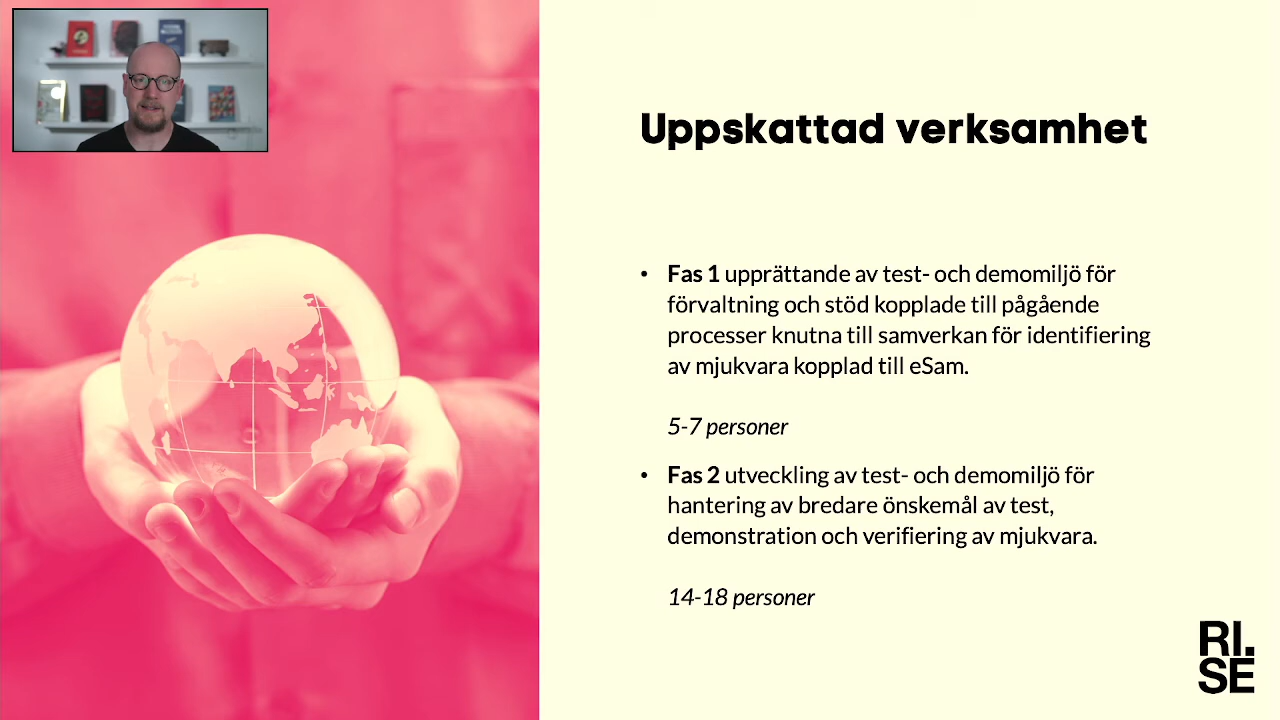 Uppskattad verksamhet
• Fas 1 upprättande av test- och demomiljö för
förvaltning och stöd kopplade till pågående
processer knutna till samverkan för identifiering
av mjukvara kopplad till eSam.
5-7 personer
• Fas 2 utveckling av test- och demomiljö för
hantering av bredare önskemål av test,
demonstration och verifiering av mjukvara.
14-18 personer
RI.
SE